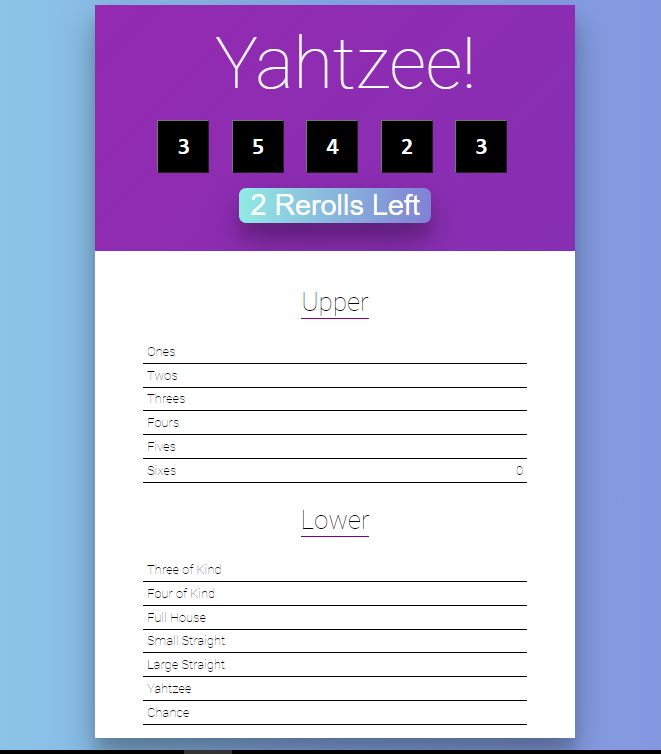 Yahtzee!
3 5 4 2 3
2 Rerolls Left
Upper
Ones
Twos
Threes
Fours
Fives
Sixes 0
Lower
Three of Kind
Four of Kind
Full House
Small Straight
Large Straight
Yahtzee
Chance